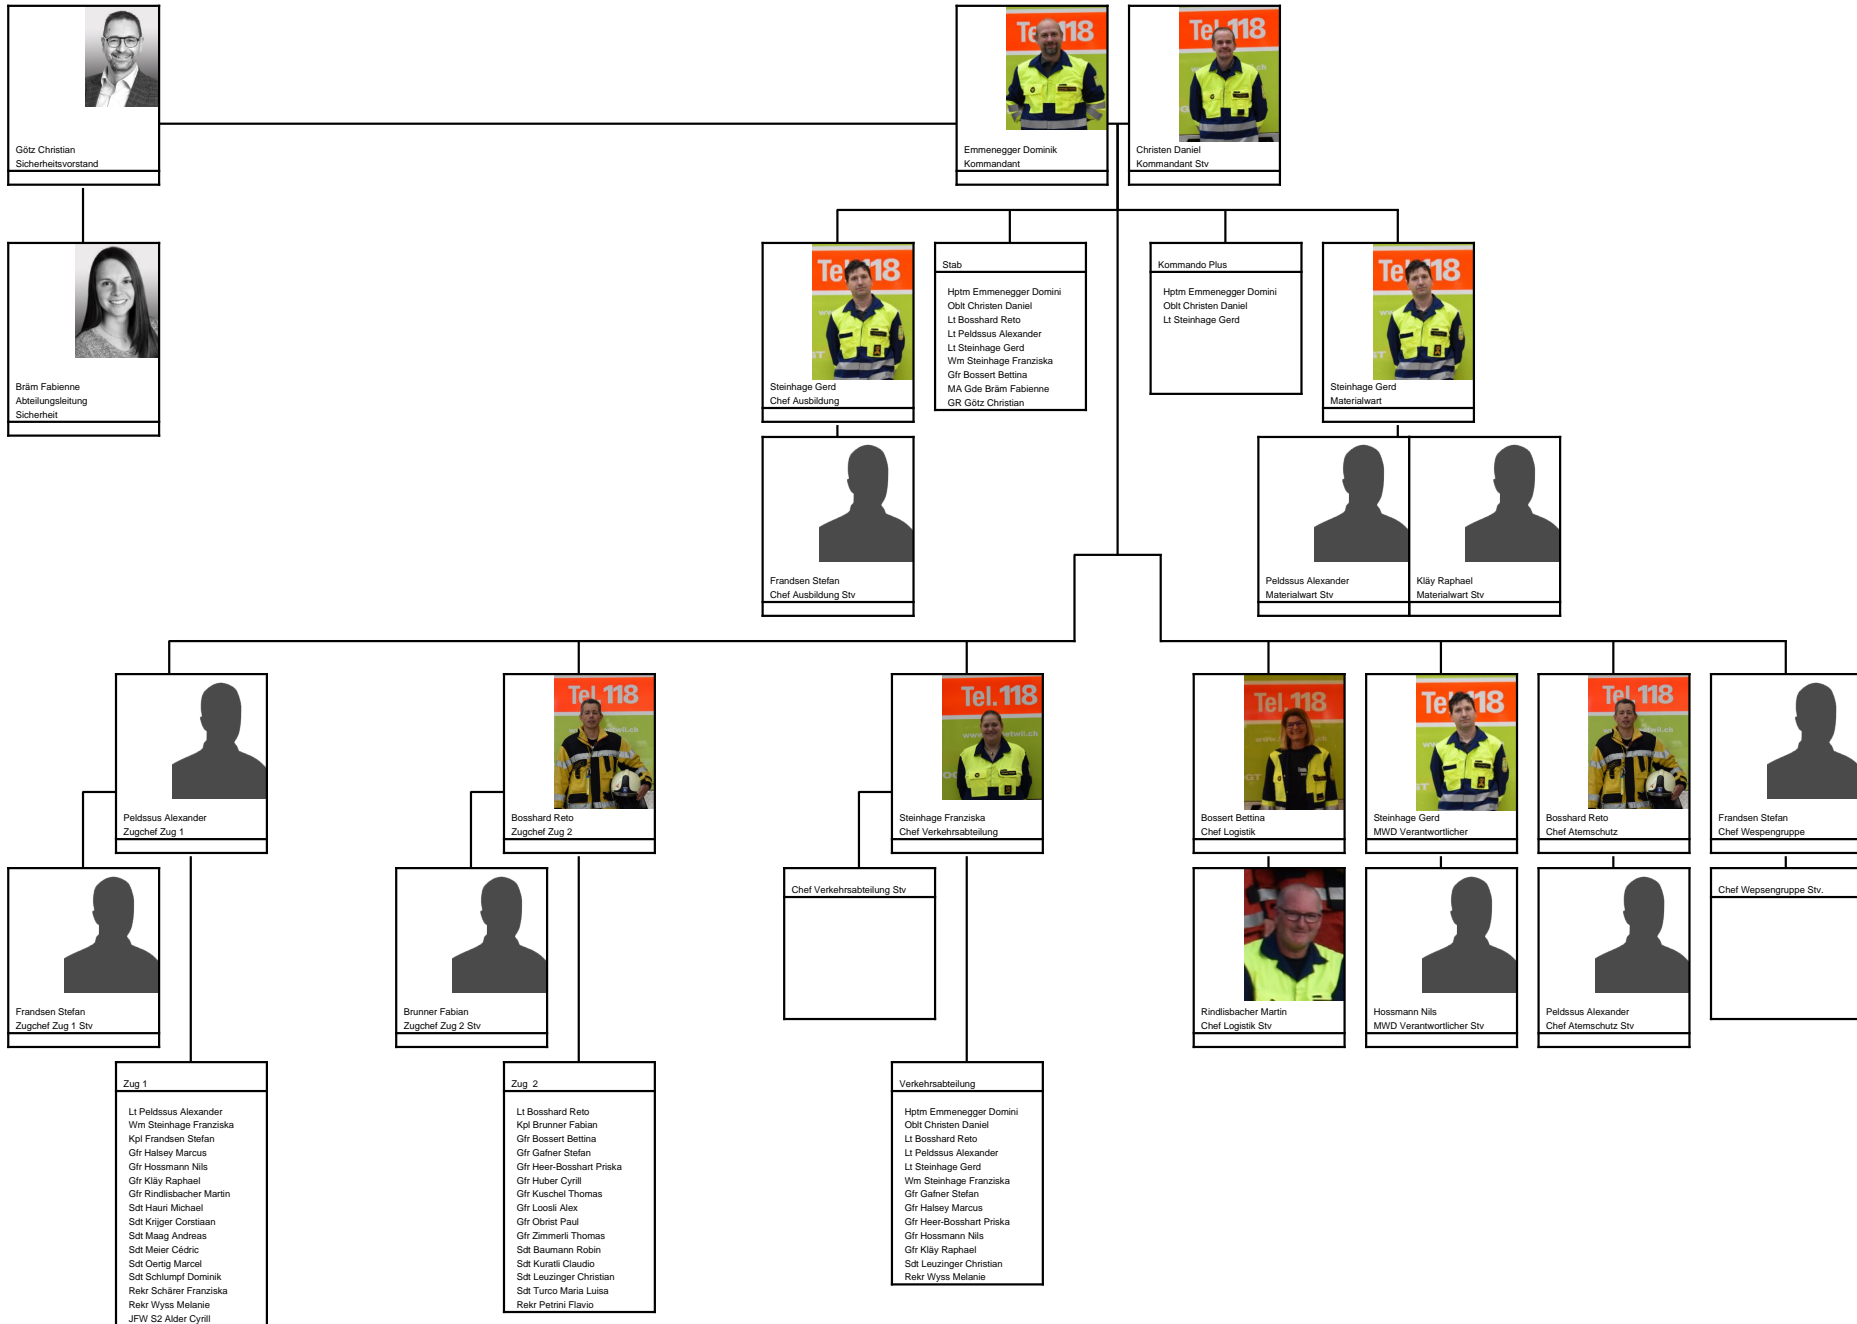 Tel.118
Tel.118
Götz Christian
Sicherheitsvorstand
Emmenegger Dominik
Kommandant
Christen Daniel
Kommandant Stv
Bräm Fabienne
Abteilungsleitung
Sicherheit
Tel.118
Steinhage Gerd
Chef Ausbildung
Stab
Hptm Emmenegger Domini
Oblt Christen Daniel
Lt Bosshard Reto
Lt Peldssus Alexander
Lt Steinhage Gerd
Wm Steinhage Franziska
Gfr Bossert Bettina
MA Gde Bräm Fabienne
GR Götz Christian
Kommando Plus
Hptm Emmenegger Domini
Oblt Christen Daniel
Lt Steinhage Gerd
Tel.118
Steinhage Gerd
Materialwart
Frandsen Stefan
Chef Ausbildung Stv
Peldssus Alexander
Materialwart Stv
Kläy Raphael
Materialwart Stv
Peldssus Alexander
Zugchef Zug 1
Tel.118
Bosshard Reto
Zugchef Zug 2
Tel.118
Steinhage Franziska
Chef Verkehrsabteilung
Tel.118
Bossert Bettina
Chef Logistik
Tel.118
Steinhage Gerd
MWD Verantwortlicher
Tel.118
Bosshard Reto
Chef Atemschutz
Frandsen Stefan
Chef Wespengruppe
Frandsen Stefan
Zugchef Zug 1 Stv
Brunner Fabian
Zugchef Zug 2 Stv
Chef Verkehrsabteilung Stv
Rindlisbacher Martin
Chef Logistik Stv
Hossmann Nils
MWD Verantwortlicher Stv
Peldssus Alexander
Chef Atemschutz Stv
Chef Wepsengruppe Stv.
Zug 1
Lt Peldssus Alexander
Wm Steinhage Franziska
Kpl Frandsen Stefan
Gfr Halsey Marcus
Gfr Hossmann Nils
Gfr Kläy Raphael
Gfr Rindlisbacher Martin
Sdt Hauri Michael
Sdt Krijger Corstiaan
Sdt Maag Andreas
Sdt Meier Cédric
Sdt Oertig Marcel
Sdt Schlumpf Dominik
Rekr Schärer Franziska
Rekr Wyss Melanie
JFW S2 Alder Cyrill
Zug 2
Lt Bosshard Reto
Kpl Brunner Fabian
Gfr Bossert Bettina
Gfr Gafner Stefan
Gfr Heer-Bosshart Priska
Gfr Huber Cyrill
Gfr Kuschel Thomas
Gfr Loosli Alex
Gfr Obrist Paul
Gfr Zimmerli Thomas
Sdt Baumann Robin
Sdt Kuratli Claudio
Sdt Leuzinger Christian
Sdt Turco Maria Luisa
Rekr Petrini Flavio
Verkehrsabteilung
Hptm Emmenegger Domini
Oblt Christen Daniel
Lt Bosshard Reto
Lt Peldssus Alexander
Lt Steinhage Gerd
Wm Steinhage Franziska
Gfr Gafner Stefan
Gfr Halsey Marcus
Gfr Heer-Bosshart Priska
Gfr Hossmann Nils
Gfr Kläy Raphael
Sdt Leuzinger Christian
Rekr Wyss Melanie